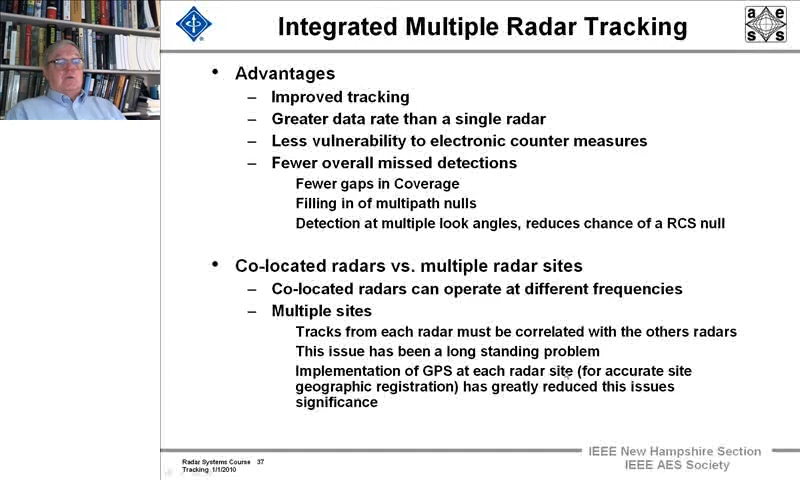 Integrated Multiple Radar Tracking
a e
s s
• Advantages
– Improved tracking
– Greater data rate than a single radar
– Less vulnerability to electronic counter measures
– Fewer overall missed detections
Fewer gaps in Coverage
Filling in of multipath nulls
Detection at multiple look angles, reduces chance of a RCS null
• Co-located radars vs. multiple radar sites
– Co-located radars can operate at different frequencies
– Multiple sites
Tracks from each radar must be correlated with the others radars
This issue has been a long standing problem
Implementation of GPS at each radar site (for accurate site
geographic registration) has greatly reduced this issues
significance
Radar Systems Course 37
Tracking 1/1/2010
IEEE New Hampshire Section
IEEE AES Society